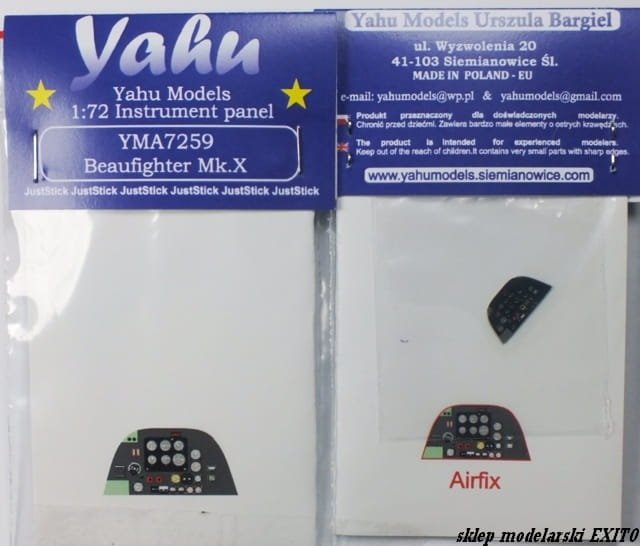 Yahu
Yahu Models
1:72 Instrument panel
YMA7259
Beaufighter Mk.X
JustStick JustStick JustStick JustStick JustStick JustStick
Yahu Models Urszula Bargiel
ul. Wyzwolenia 20
41-103 Siemianowice Śl.
MADE IN POLAND - EU
e-mail: yahumodels@wp.pl & yahumodels@gmail.com
Produkt przeznaczony dla doświadczonych modelarzy.
Chronić przed dziećmi. Zawiera bardzo małe elementy o ostrych krawędziach.
The product is intended for experienced modelers.
Keep out of the reach of children.It contains very small parts with sharp edges.
www.yahumodels.siemianowice.com
Airfix
sklep modelarski EXITO